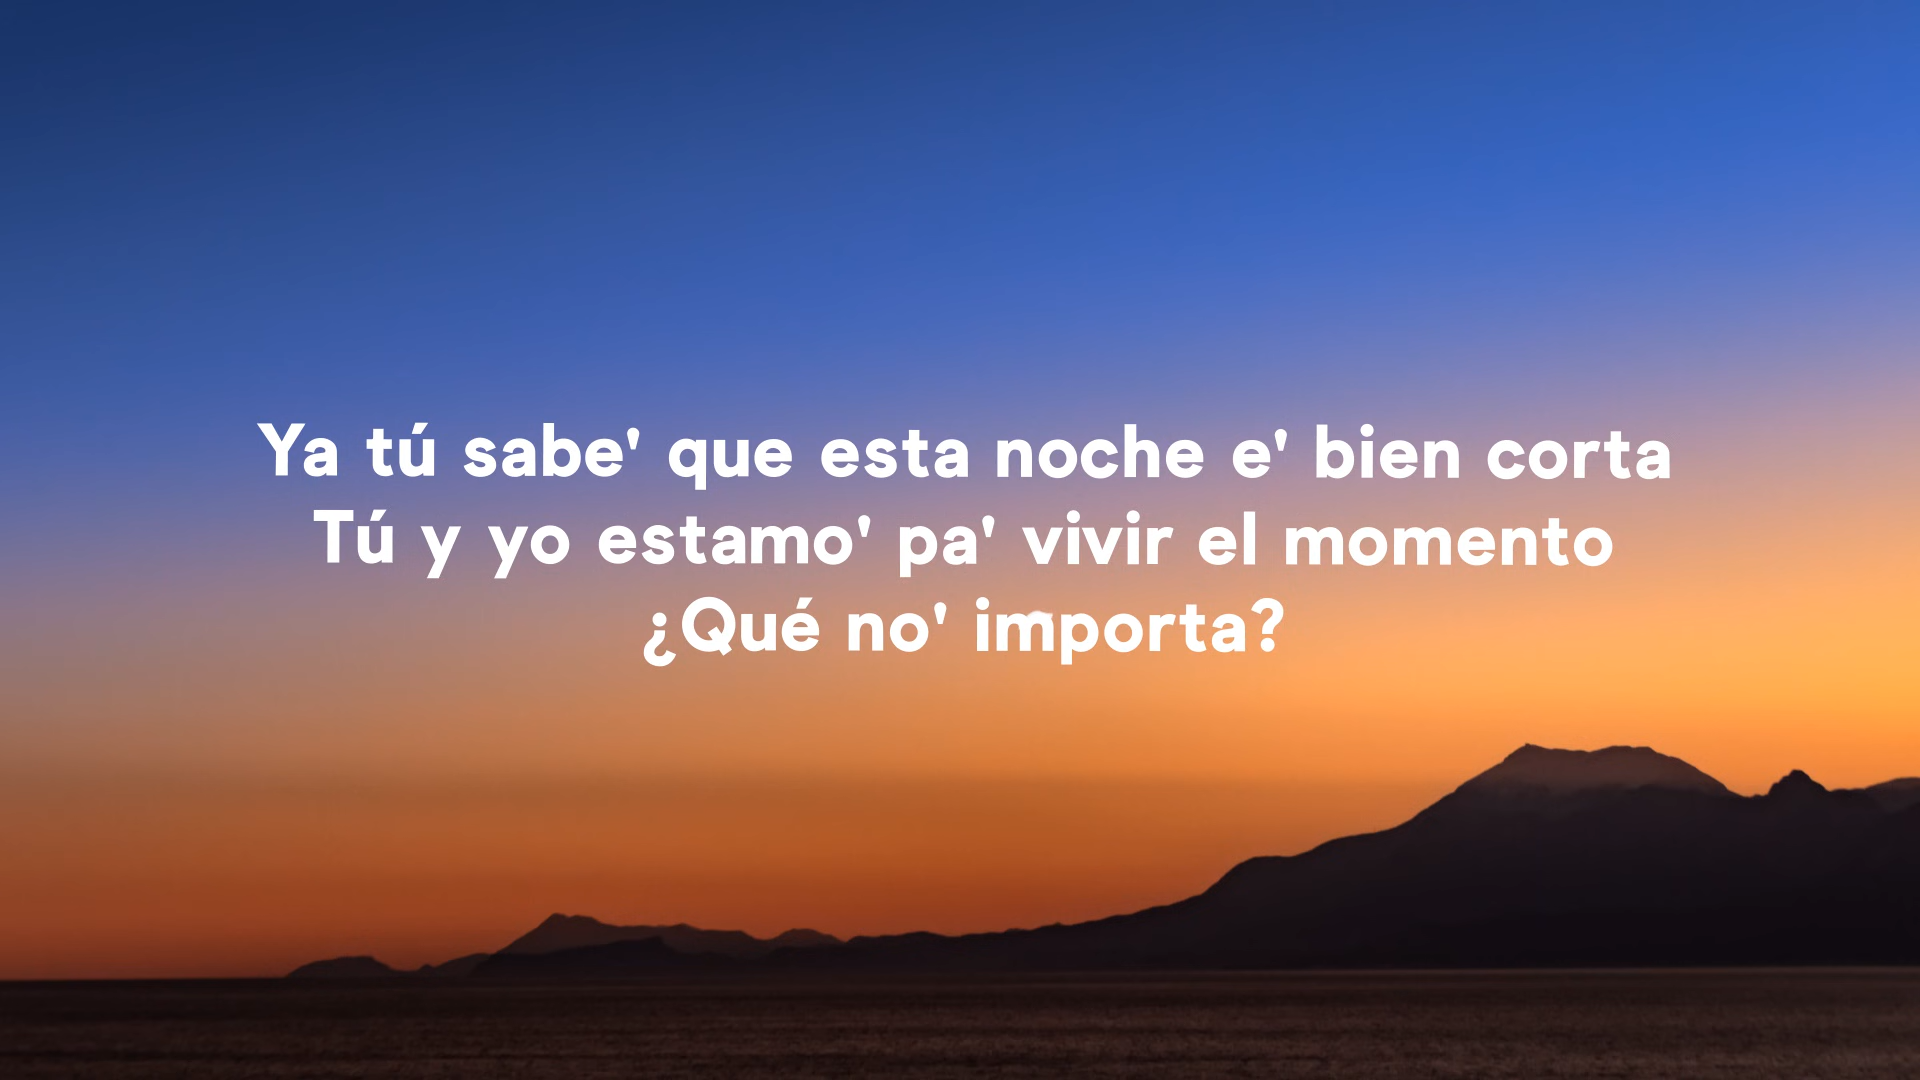 Ya tú sabe' que esta noche e' bien corta
Tú y yo estamo' pa' vivir el momento
¿Qué no' importa?